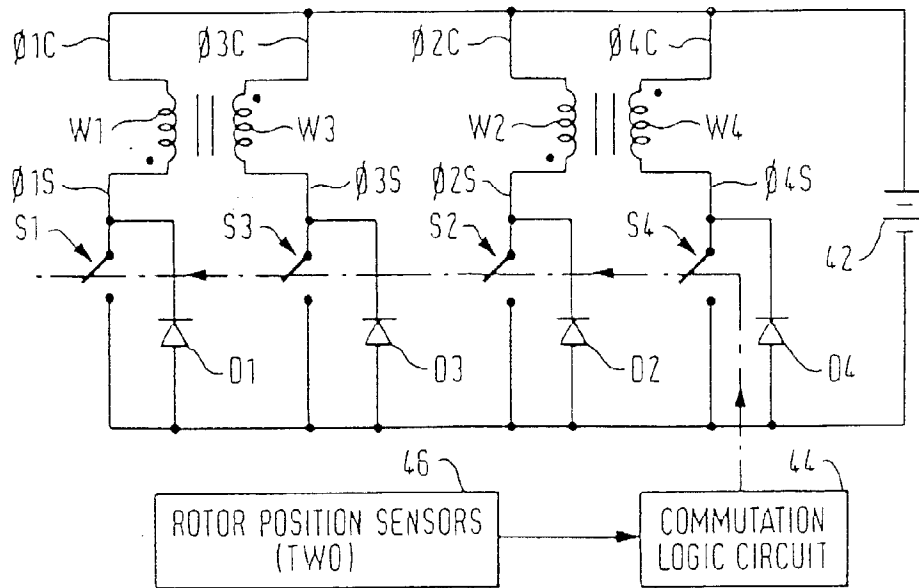 Ø1C
Ø3C
Ø2C
Ø4C
W1
W3
W2
W4
Ø1S
Ø3S
Ø2S
Ø4S
S1
S3
S2
S4
42
D1
D3
D2
D4
46
44
ROTOR POSITION SENSORS
(TWO)
COMMUTATION
LOGIC CIRCUIT